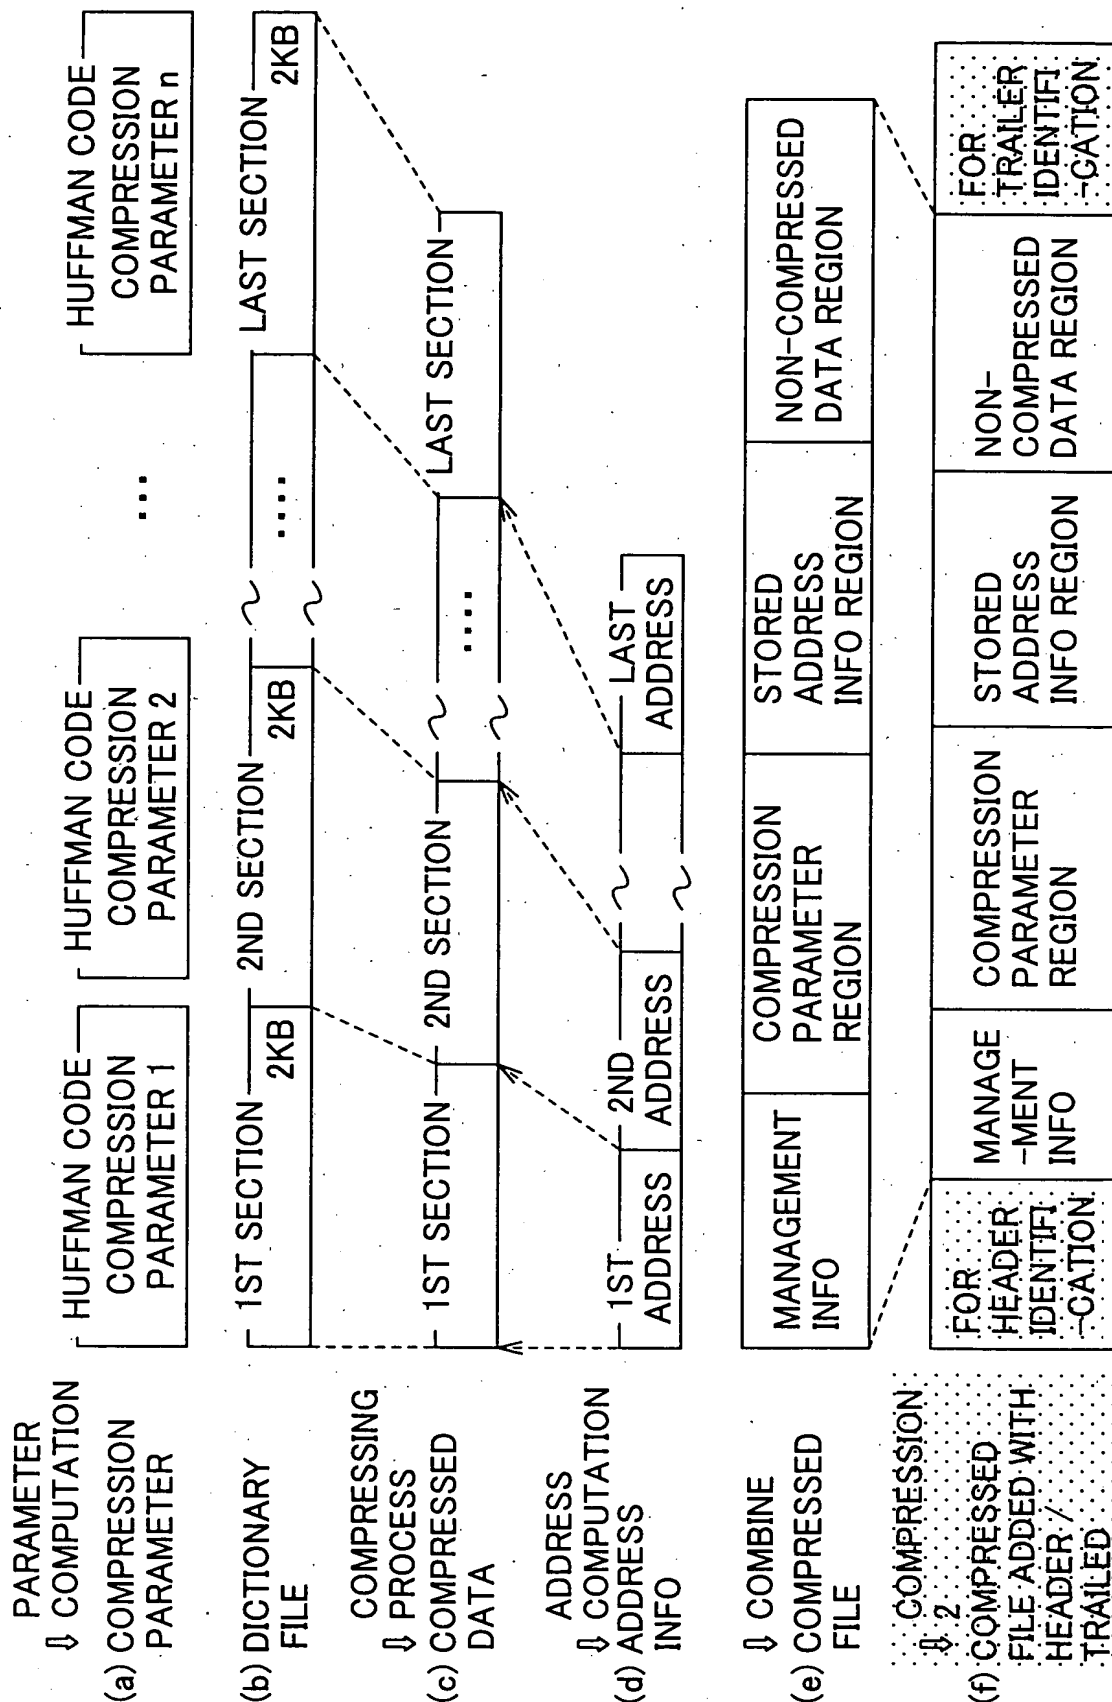 PARAMETER
⇩ COMPUTATION
(a) COMPRESSION
PARAMETER
HUFFMAN CODE
COMPRESSION
PARAMETER 1
HUFFMAN CODE
COMPRESSION
PARAMETER 2
...
HUFFMAN CODE
COMPRESSION
PARAMETER n
(b) DICTIONARY
FILE
1ST SECTION
2KB
2ND SECTION
2KB
....
LAST SECTION
2KB
COMPRESSING
⇩ PROCESS
(c) COMPRESSED
DATA
1ST SECTION
2ND SECTION
....
LAST SECTION
ADDRESS
⇩ COMPUTATION
(d) ADDRESS
INFO
1ST
ADDRESS
2ND
ADDRESS
LAST
ADDRESS
⇩ COMBINE
(e) COMPRESSED
FILE
MANAGEMENT
INFO
COMPRESSION
PARAMETER
REGION
STORED
ADDRESS
INFO REGION
NON-COMPRESSED
DATA REGION
COMPRESSION
⇩ 2
(f) COMPRESSED
FILE ADDED WITH
HEADER /
TRAILED
FOR
HEADER
IDENTIFI
-CATION
MANAGE
-MENT
INFO
COMPRESSION
PARAMETER
REGION
STORED
ADDRESS
INFO REGION
NON-
COMPRESSED
DATA REGION
FOR
TRAILER
IDENTIFI
-CATION